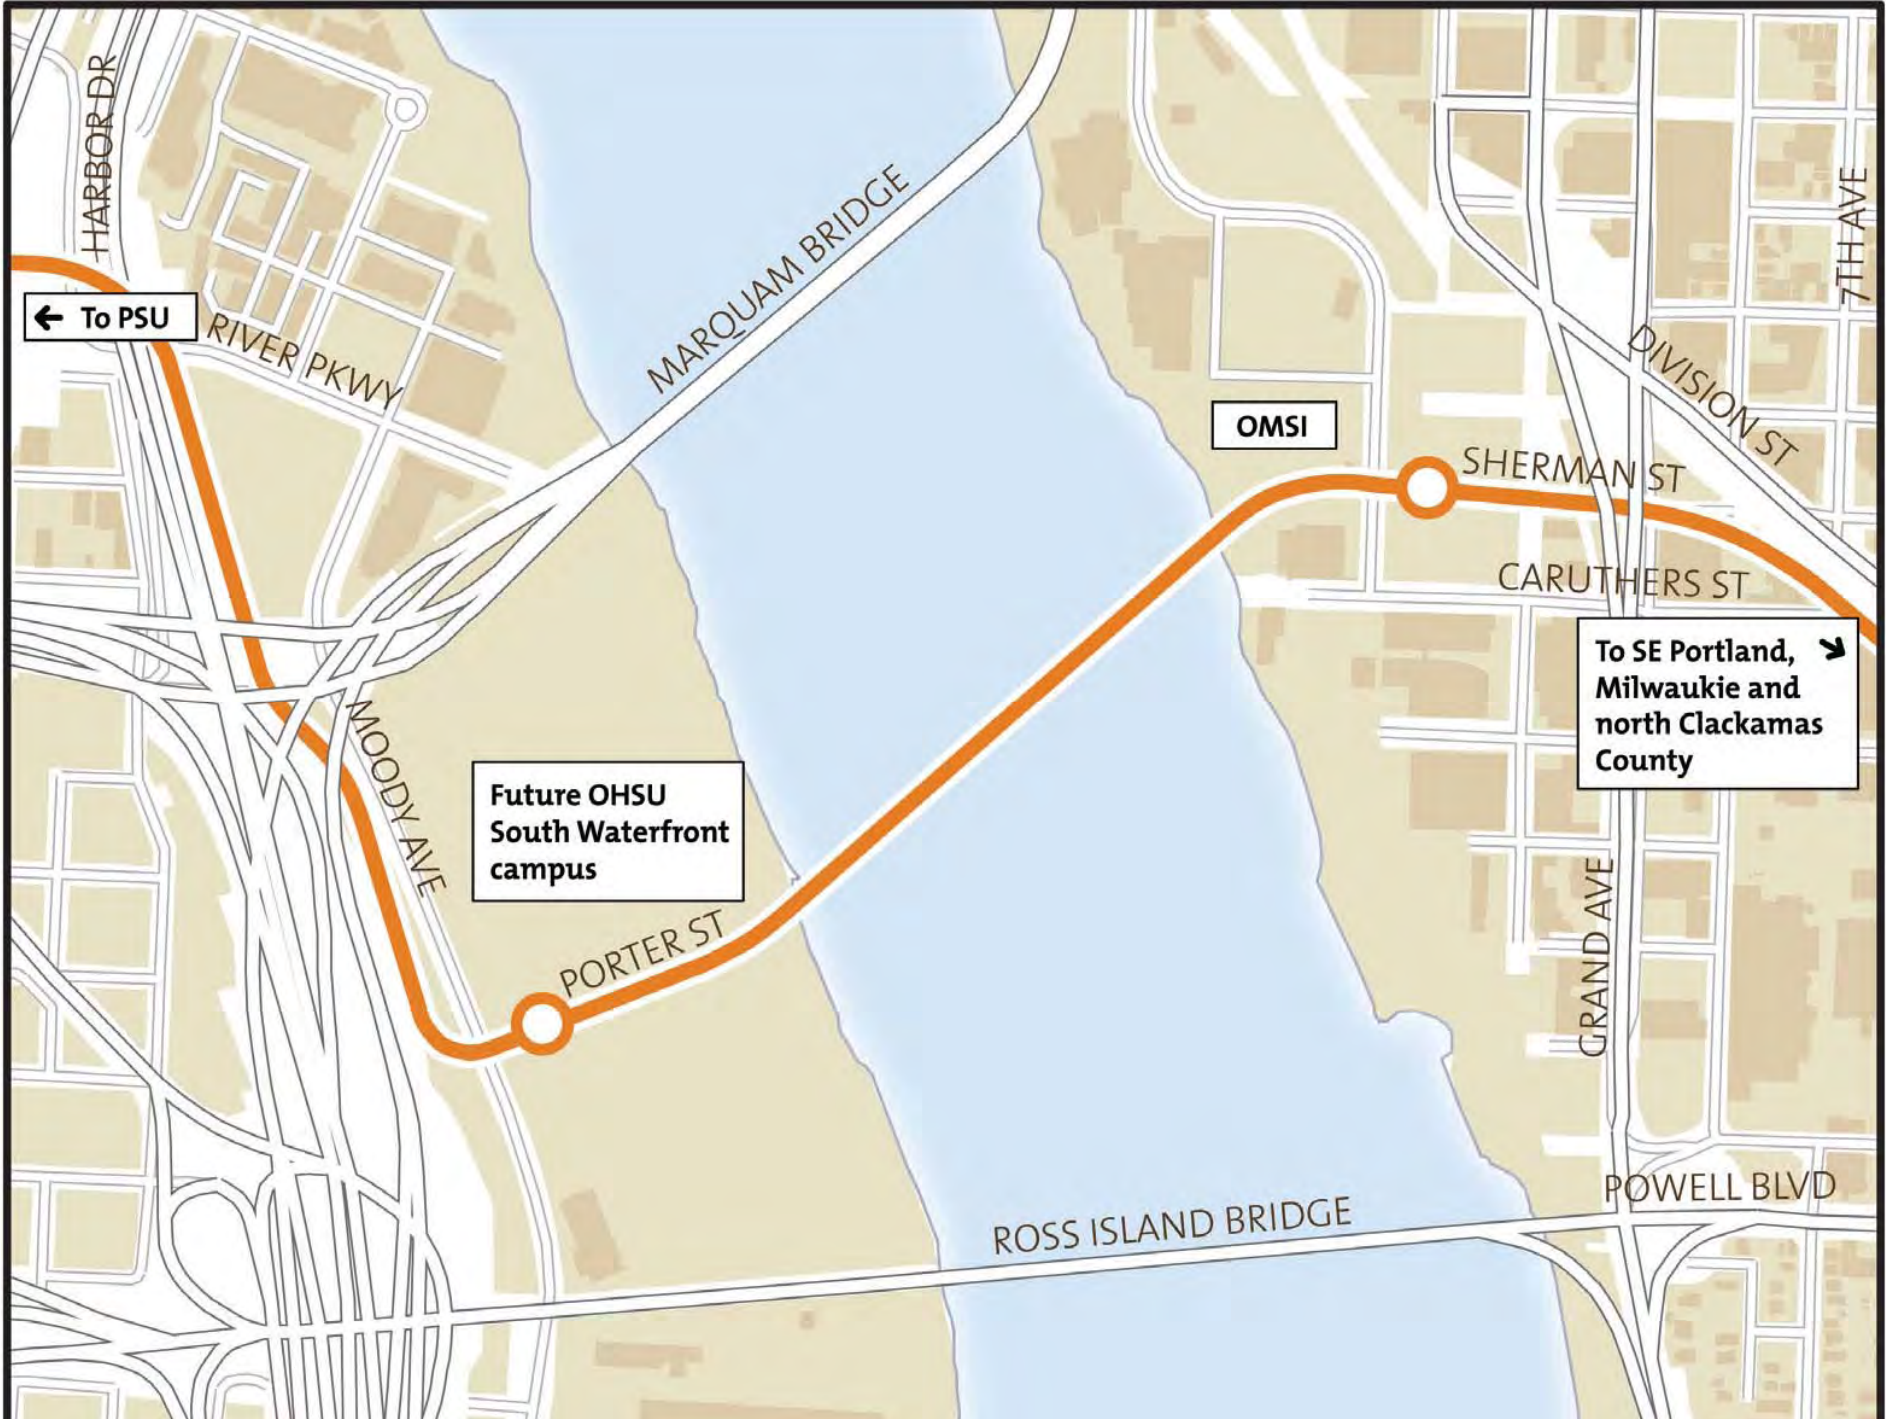 HARBOR DR
← To PSU
RIVER PKWY
MARQUAM BRIDGE
7TH AVE
DIVISION ST
OMSI
SHERMAN ST
CARUTHERS ST
To SE Portland,
Milwaukie and
north Clackamas
County
MOODY AVE
Future OHSU
South Waterfront
campus
PORTER ST
GRAND AVE
POWELL BLVD
ROSS ISLAND BRIDGE